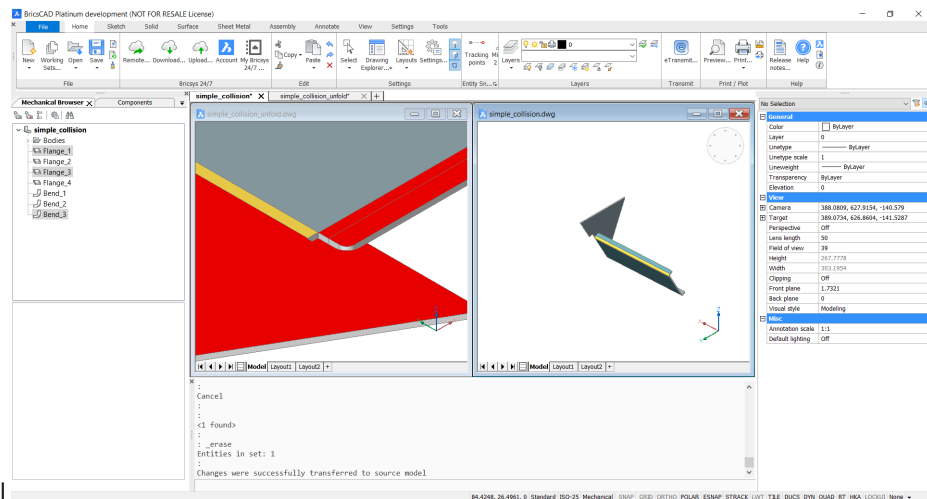 BricsCAD Platinum development (NOT FOR RESALE License)
File Home Sketch Solid Surface Sheet Metal Assembly Annotate View Settings Tools
New Working Sets... Open Save Remote... Download... Upload... Account My Bricsys 24/7 ... Copy Paste Select Drawing Explorer... Layouts Settings... Tracking points 2 Layers 0 eTransmit... Preview... Print... Release notes... Help
File Bricsys 24/7 Edit Settings Entity Sn... Layers Transmit Print / Plot Help
Mechanical Browser X Components
simple_collision* X simple_collision_unfold* X +
simple_collision
Bodies
Flange_1
Flange_2
Flange_3
Flange_4
Bend_1
Bend_2
Bend_3
simple_collision_unfold.dwg
Model Layout1 Layout2 +
simple_collision.dwg
Model Layout1 Layout2 +
:
Cancel
:
:
<1 found>
:
: _erase
Entities in set: 1
:
Changes were successfully transferred to source model
No Selection
General
Color ByLayer
Layer 0
Linetype ByLayer
Linetype scale 1
Lineweight ByLayer
Transparency ByLayer
Elevation 0
View
Camera 388.0809, 627.9154, -140.579
Target 389.0734, 626.8604, -141.5287
Perspective Off
Lens length 50
Field of view 39
Height 267.7778
Width 303.1954
Clipping Off
Front plane 1.7321
Back plane 0
Visual style Modeling
Misc
Annotation scale 1:1
Default lighting Off
84.4248, 26.4961, 0 Standard ISO-25 Mechanical SNAP GRID ORTHO POLAR ESNAP STRACK LWT TILE DUCS DYN QUAD RT HKA LOCKUI None